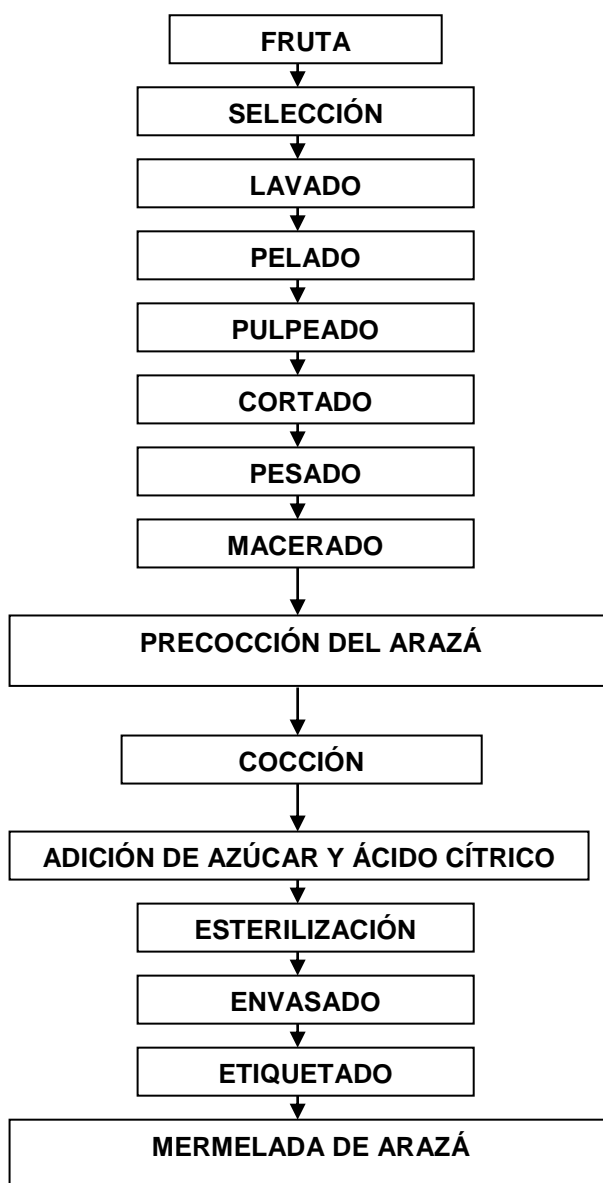 FRUTA
SELECCIÓN
LAVADO
PELADO
PULPEADO
CORTADO
PESADO
MACERADO
PRECOCCIÓN DEL ARAZÁ
COCCIÓN
ADICIÓN DE AZÚCAR Y ÁCIDO CÍTRICO
ESTERILIZACIÓN
ENVASADO
ETIQUETADO
MERMELADA DE ARAZÁ